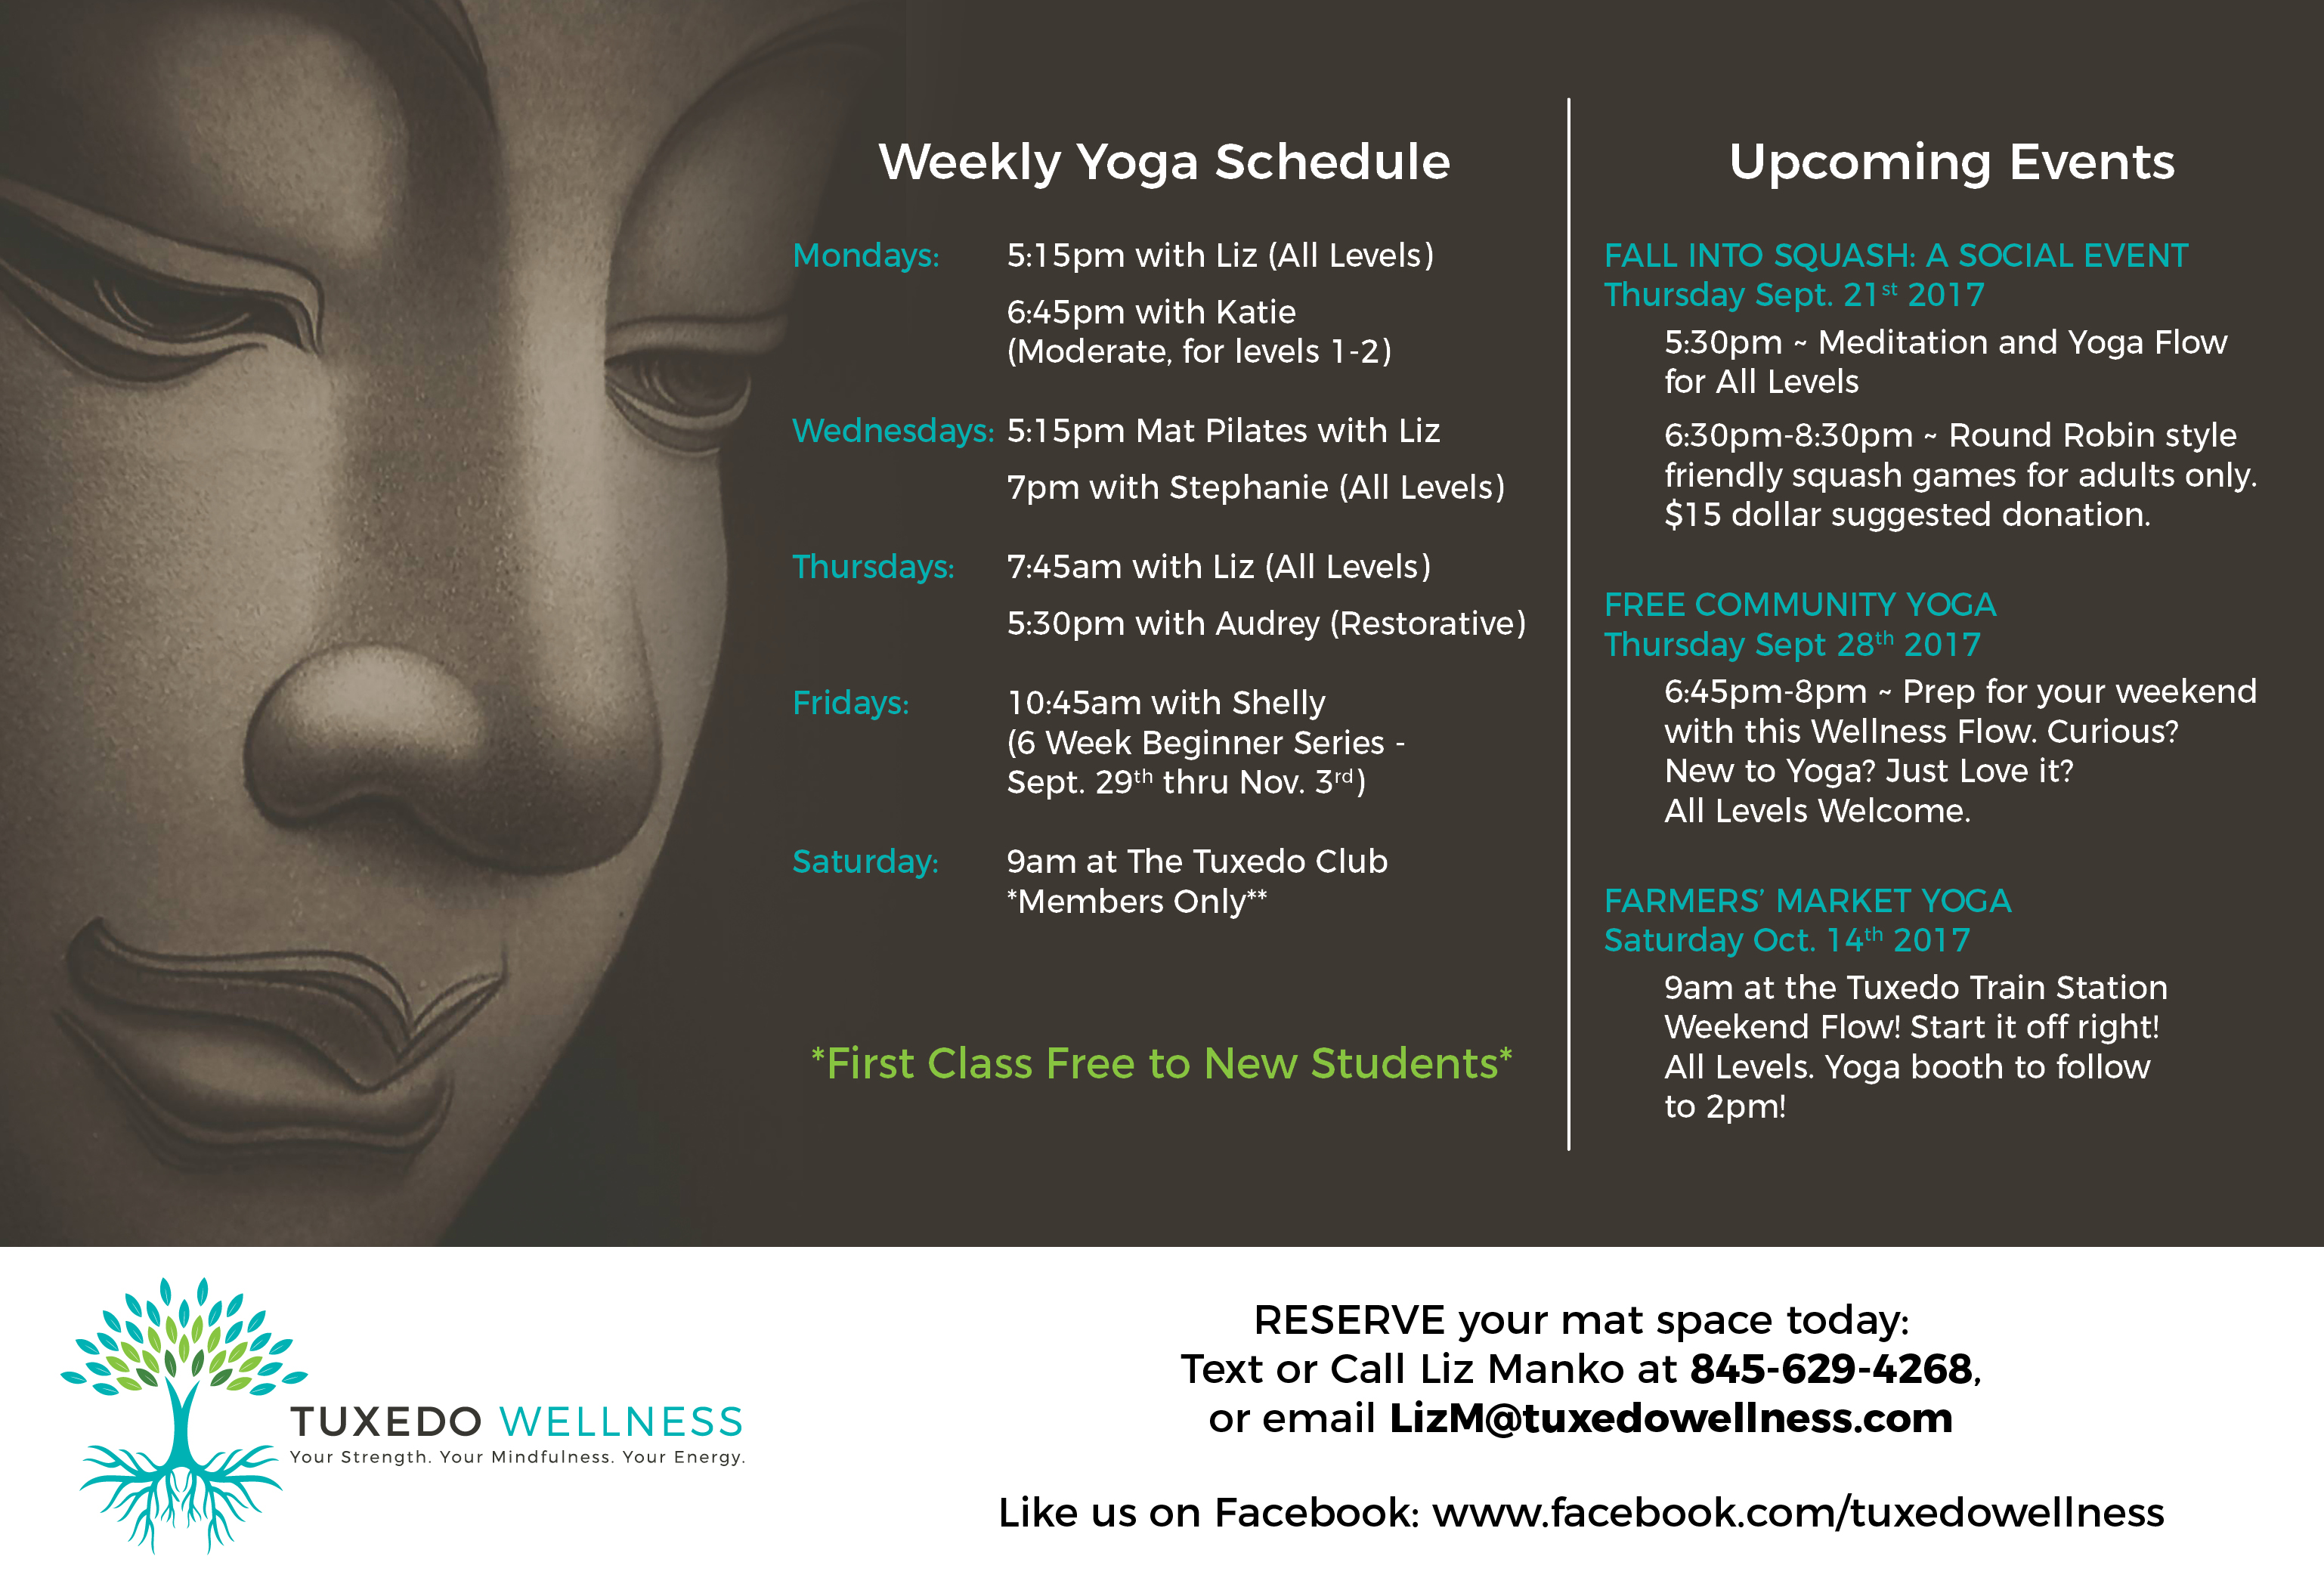 Weekly Yoga Schedule
Mondays: 5:15pm with Liz (All Levels)
6:45pm with Katie
(Moderate, for levels 1-2)
Wednesdays: 5:15pm Mat Pilates with Liz
7pm with Stephanie (All Levels)
Thursdays: 7:45am with Liz (All Levels)
5:30pm with Audrey (Restorative)
Fridays: 10:45am with Shelly
(6 Week Beginner Series -
Sept. 29th thru Nov. 3rd)
Saturday: 9am at The Tuxedo Club
*Members Only**
*First Class Free to New Students*
Upcoming Events
FALL INTO SQUASH: A SOCIAL EVENT
Thursday Sept. 21st 2017
5:30pm ~ Meditation and Yoga Flow
for All Levels
6:30pm-8:30pm ~ Round Robin style
friendly squash games for adults only.
$15 dollar suggested donation.
FREE COMMUNITY YOGA
Thursday Sept 28th 2017
6:45pm-8pm ~ Prep for your weekend
with this Wellness Flow. Curious?
New to Yoga? Just Love it?
All Levels Welcome.
FARMERS’ MARKET YOGA
Saturday Oct. 14th 2017
9am at the Tuxedo Train Station
Weekend Flow! Start it off right!
All Levels. Yoga booth to follow
to 2pm!
TUXEDO WELLNESS
Your Strength. Your Mindfulness. Your Energy.
RESERVE your mat space today:
Text or Call Liz Manko at 845-629-4268,
or email LizM@tuxedowellness.com
Like us on Facebook: www.facebook.com/tuxedowellness